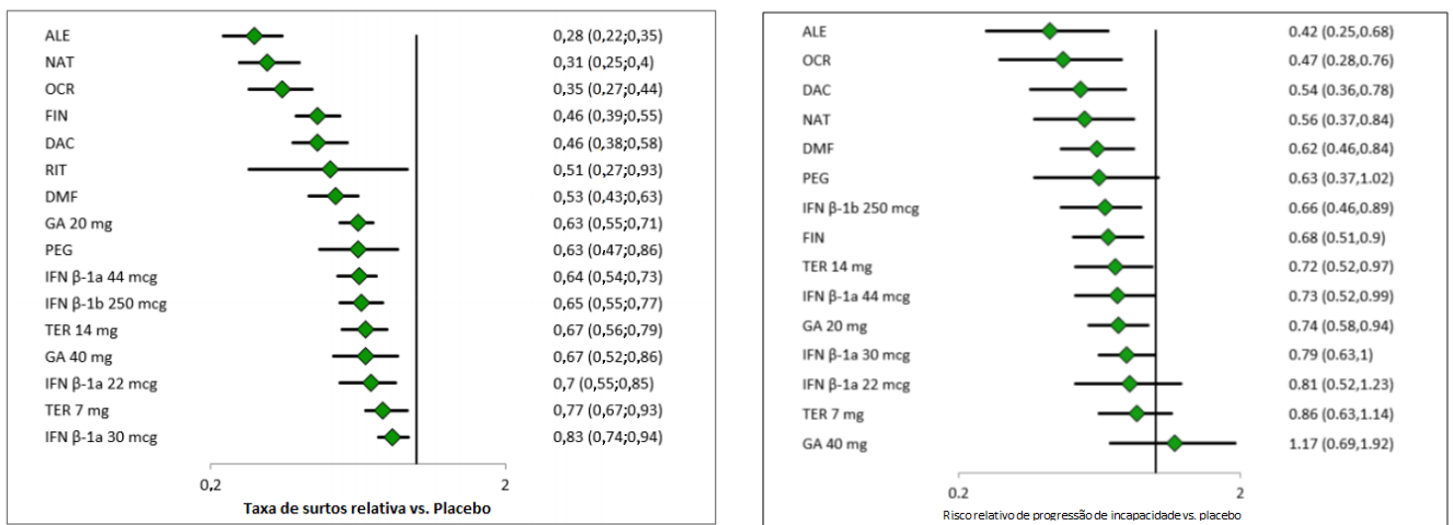 ALE 0,28 (0,22;0,35)
NAT 0,31 (0,25;0,4)
OCR 0,35 (0,27;0,44)
FIN 0,46 (0,39;0,55)
DAC 0,46 (0,38;0,58)
RIT 0,51 (0,27;0,93)
DMF 0,53 (0,43;0,63)
GA 20 mg 0,63 (0,55;0,71)
PEG 0,63 (0,47;0,86)
IFN β-1a 44 mcg 0,64 (0,54;0,73)
IFN β-1b 250 mcg 0,65 (0,55;0,77)
TER 14 mg 0,67 (0,56;0,79)
GA 40 mg 0,67 (0,52;0,86)
IFN β-1a 22 mcg 0,7 (0,55;0,85)
TER 7 mg 0,77 (0,67;0,93)
IFN β-1a 30 mcg 0,83 (0,74;0,94)
0,2 2
Taxa de surtos relativa vs. Placebo
ALE 0.42 (0.25,0.68)
OCR 0.47 (0.28,0.76)
DAC 0.54 (0.36,0.78)
NAT 0.56 (0.37,0.84)
DMF 0.62 (0.46,0.84)
PEG 0.63 (0.37,1.02)
IFN β-1b 250 mcg 0.66 (0.46,0.89)
FIN 0.68 (0.51,0.9)
TER 14 mg 0.72 (0.52,0.97)
IFN β-1a 44 mcg 0.73 (0.52,0.99)
GA 20 mg 0.74 (0.58,0.94)
IFN β-1a 30 mcg 0.79 (0.63,1)
IFN β-1a 22 mcg 0.81 (0.52,1.23)
TER 7 mg 0.86 (0.63,1.14)
GA 40 mg 1.17 (0.69,1.92)
0.2 2
Risco relativo de progressão de incapacidade vs. placebo